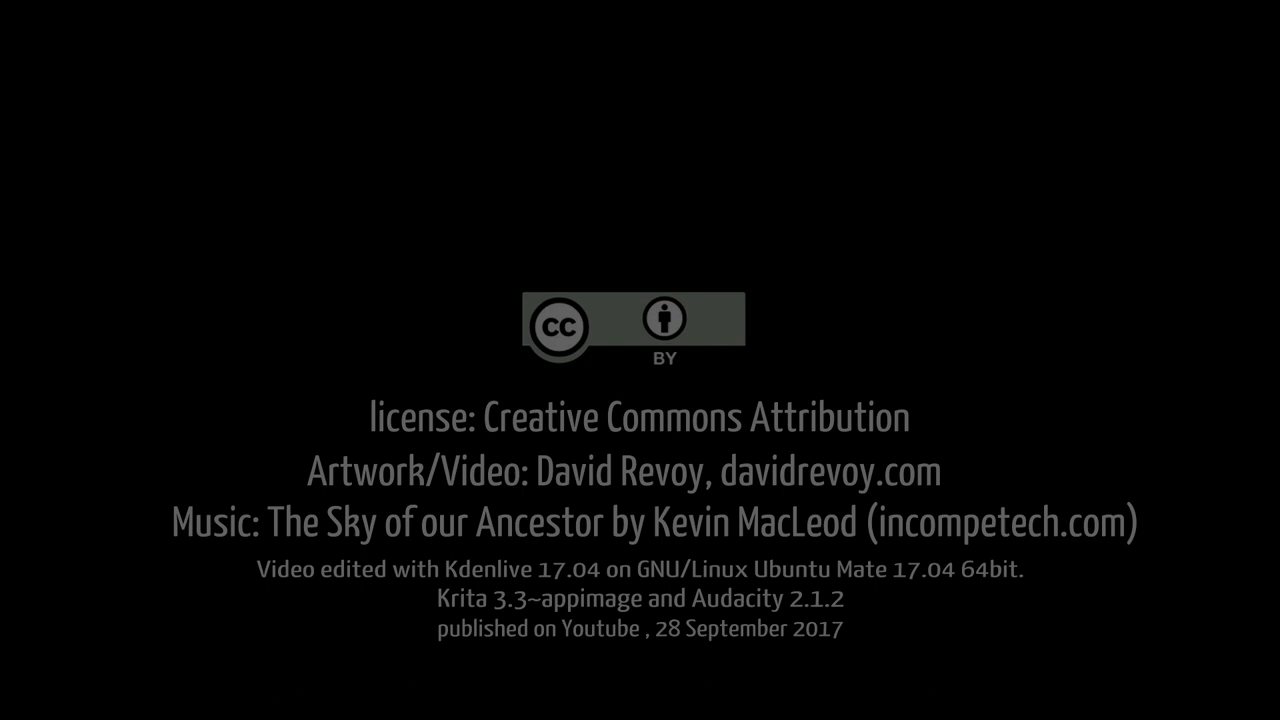 cc
BY
license: Creative Commons Attribution
Artwork/Video: David Revoy, davidrevoy.com
Music: The Sky of our Ancestor by Kevin MacLeod (incompetech.com)
Video edited with Kdenlive 17.04 on GNU/Linux Ubuntu Mate 17.04 64bit.
Krita 3.3~appimage and Audacity 2.1.2
published on Youtube , 28 September 2017